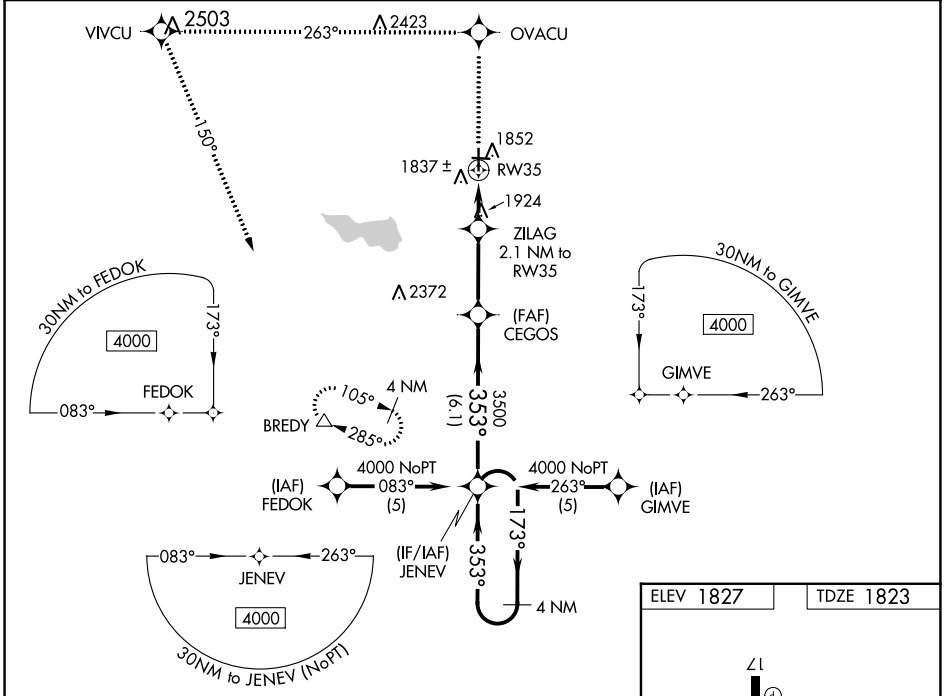 VIVCU
2503
263°
2423
OVACU
150°
1852
1837 ±
RW35
1924
ZILAG
2.1 NM to
RW35
2372
(FAF)
CEGOS
30NM to FEDOK
173°
4000
FEDOK
083°
30NM to GIMVE
173°
4000
GIMVE
263°
105°
4 NM
BREDY
285°
3500
353°
(6.1)
4000 NoPT
083°
(5)
(IAF)
FEDOK
4000 NoPT
263°
(5)
(IAF)
GIMVE
(IF/IAF)
JENEV
173°
353°
4 NM
083°
263°
JENEV
4000
30NM to JENEV (NoPT)
ELEV 1827
TDZE 1823
17
P